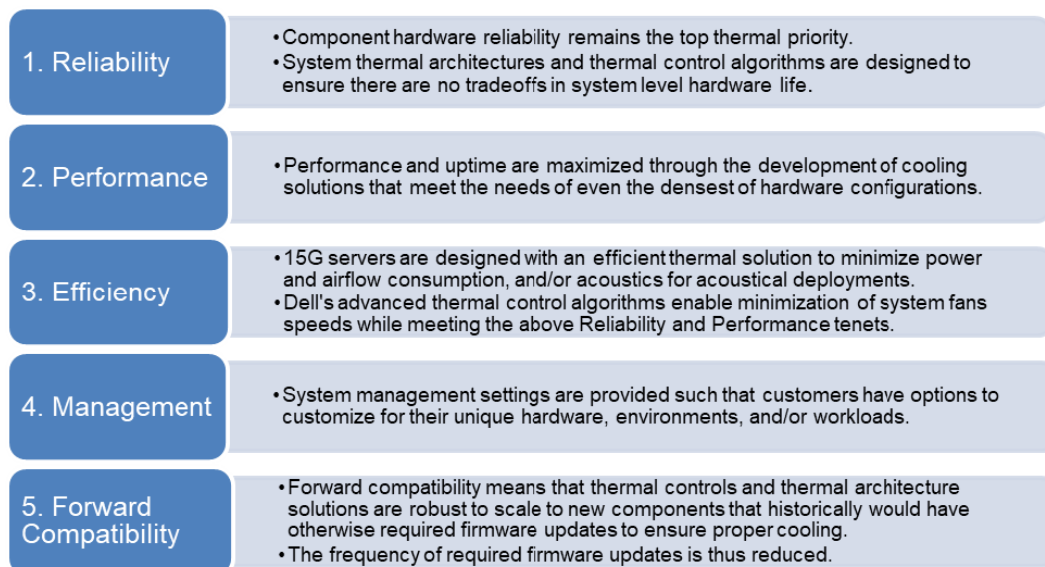 1. Reliability
•Component hardware reliability remains the top thermal priority.
•System thermal architectures and thermal control algorithms are designed to
ensure there are no tradeoffs in system level hardware life.
2. Performance
•Performance and uptime are maximized through the development of cooling
solutions that meet the needs of even the densest of hardware configurations.
3. Efficiency
•15G servers are designed with an efficient thermal solution to minimize power
and airflow consumption, and/or acoustics for acoustical deployments.
•Dell's advanced thermal control algorithms enable minimization of system fans
speeds while meeting the above Reliability and Performance tenets.
4. Management
•System management settings are provided such that customers have options to
customize for their unique hardware, environments, and/or workloads.
5. Forward
Compatibility
•Forward compatibility means that thermal controls and thermal architecture
solutions are robust to scale to new components that historically would have
otherwise required firmware updates to ensure proper cooling.
•The frequency of required firmware updates is thus reduced.